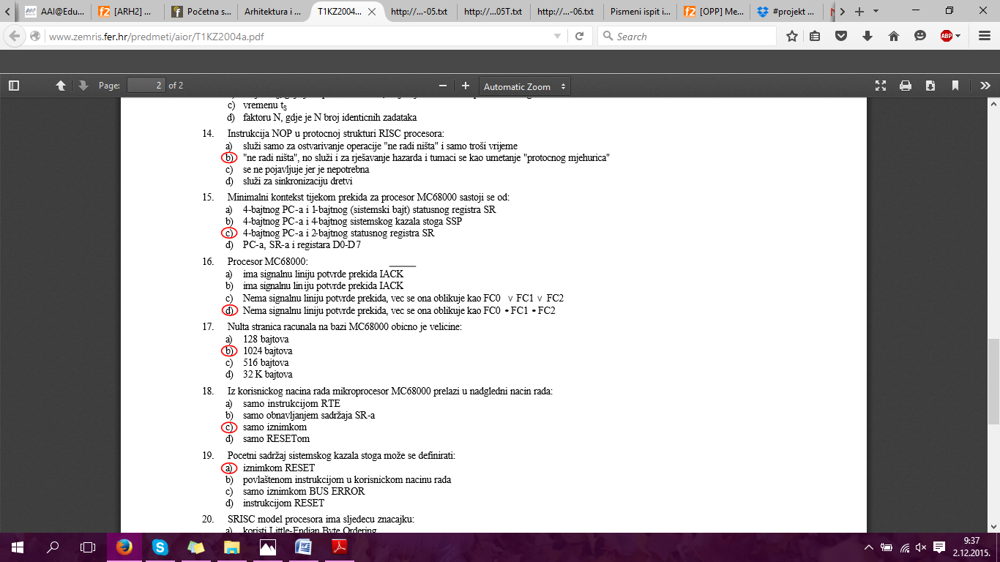 AAI@Edu...
[ARH2] ...
Početna s...
Arhitektura i ...
T1KZ2004...
http://...-05.txt
http://...05T.txt
http://...-06.txt
Pismeni ispit i...
[OPP] Me...
#projekt ...
www.zemris.fer.hr/predmeti/aior/T1KZ2004a.pdf
Search
ABP
Page: 2 of 2
Automatic Zoom
c) vremenu ts
d) faktoru N, gdje je N broj identicnih zadataka
14. Instrukcija NOP u protocnoj strukturi RISC procesora:
a) služi samo za ostvarivanje operacije "ne radi ništa" i samo troši vrijeme
b) "ne radi ništa", no služi i za rješavanje hazarda i tumaci se kao umetanje "protocnog mjehurica"
c) se ne pojavljuje jer je nepotrebna
d) služi za sinkronizaciju dretvi
15. Minimalni kontekst tijekom prekida za procesor MC68000 sastoji se od:
a) 4-bajtnog PC-a i 1-bajtnog (sistemski bajt) statusnog registra SR
b) 4-bajtnog PC-a i 4-bajtnog sistemskog kazala stoga SSP
c) 4-bajtnog PC-a i 2-bajtnog statusnog registra SR
d) PC-a, SR-a i registara D0-D7
16. Procesor MC68000:
a) ima signalnu liniju potvrde prekida IACK
b) ima signalnu liniju potvrde prekida IACK
c) Nema signalnu liniju potvrde prekida, vec se ona oblikuje kao FC0 ∨ FC1 ∨ FC2
d) Nema signalnu liniju potvrde prekida, vec se ona oblikuje kao FC0 • FC1 • FC2
17. Nulta stranica racunala na bazi MC68000 obicno je velicine:
a) 128 bajtova
b) 1024 bajtova
c) 516 bajtova
d) 32 K bajtova
18. Iz korisnickog nacina rada mikroprocesor MC68000 prelazi u nadgledni nacin rada:
a) samo instrukcijom RTE
b) samo obnavljanjem sadržaja SR-a
c) samo iznimkom
d) samo RESETom
19. Pocetni sadržaj sistemskog kazala stoga može se definirati:
a) iznimkom RESET
b) povlaštenom instrukcijom u korisnickom nacinu rada
c) samo iznimkom BUS ERROR
d) instrukcijom RESET
20. SRISC model procesora ima sljedecu znacajku:
a) koristi Little-Endian Byte Ordering
9:37
2.12.2015.